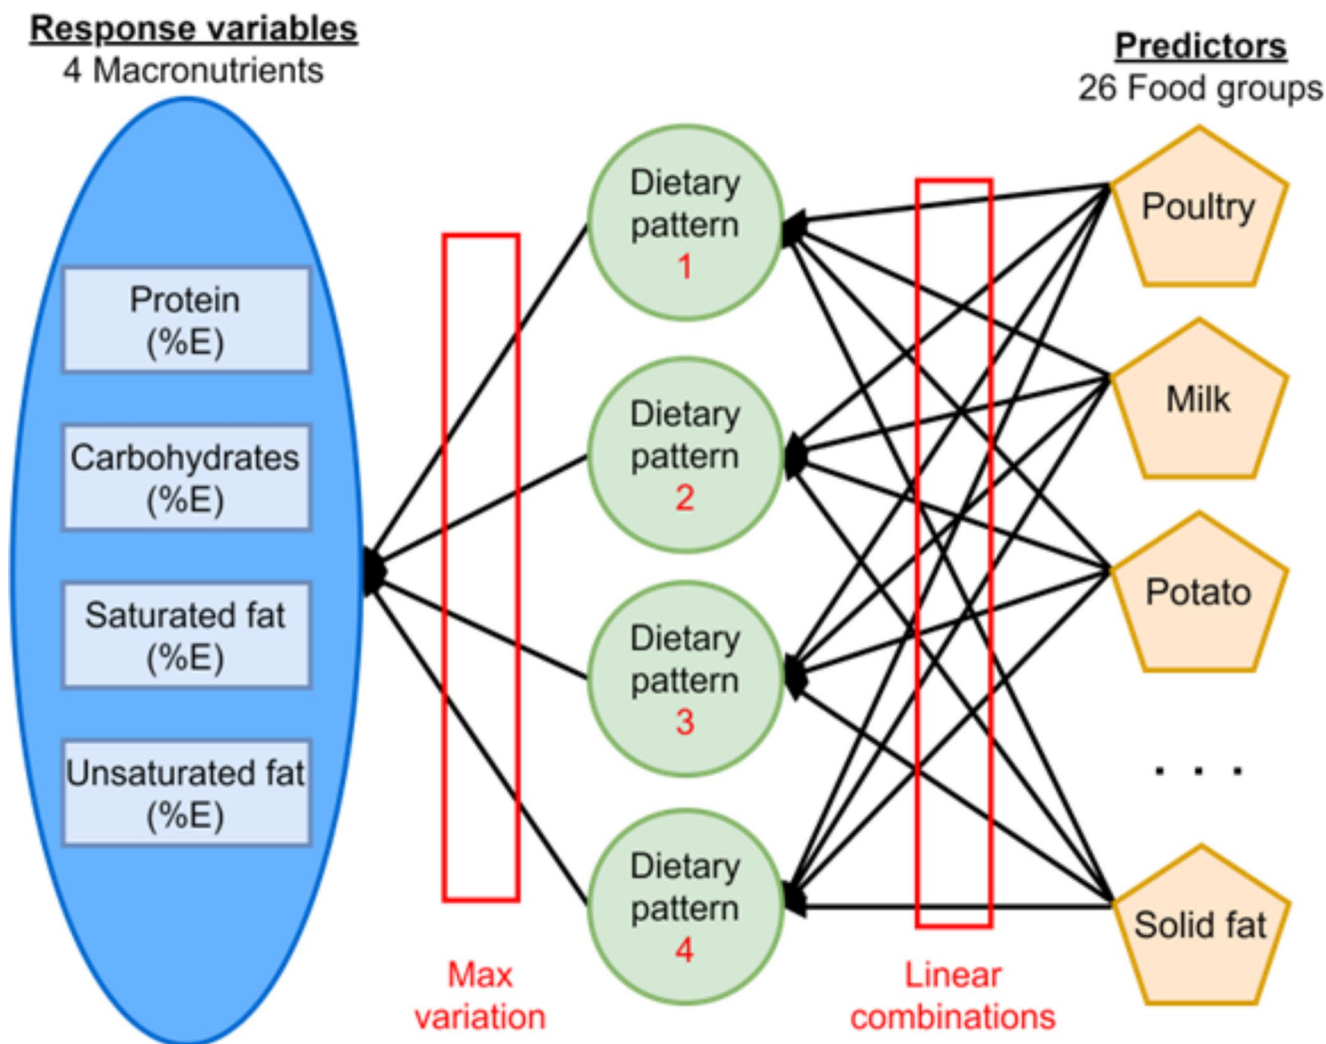 Response variables
4 Macronutrients
Protein
(%E)
Carbohydrates
(%E)
Saturated fat
(%E)
Unsaturated fat
(%E)
Max
variation
Dietary
pattern
1
Dietary
pattern
2
Dietary
pattern
3
Dietary
pattern
4
Linear
combinations
Predictors
26 Food groups
Poultry
Milk
Potato
. . .
Solid fat